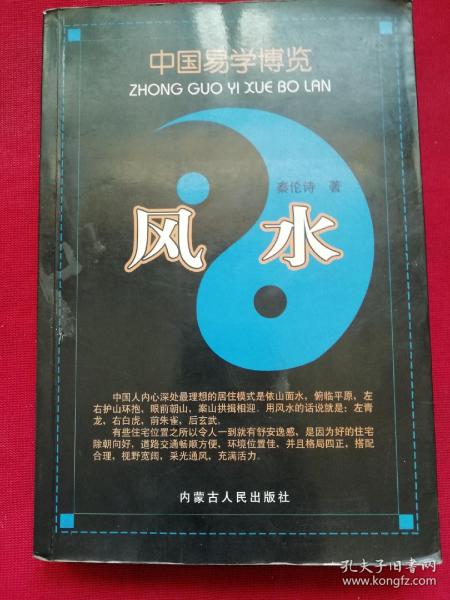 中国易学博览
ZHONG GUO YI XUE BO LAN
秦伦诗 著
风水
中国人内心深处最理想的居住模式是依山面水，俯临平原，左
右护山环抱，眼前朝山，案山拱揖相迎。用风水的话说就是：左青
龙，右白虎，前朱雀，后玄武。
有些住宅位置之所以令人一到就有舒安逸感，是因为好的住宅
除朝向好，道路交通畅顺方便，环境位置佳，并且格局四正，搭配
合理，视野宽阔，采光通风，充满活力。
内蒙古人民出版社
孔夫子旧书网
www.kongfz.com